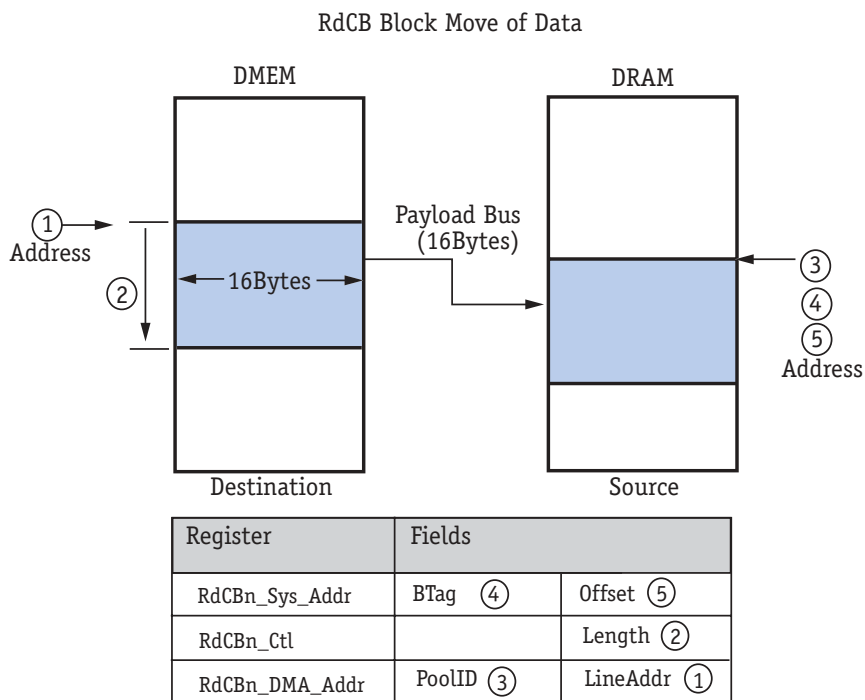 RdCB Block Move of Data
DMEM
DRAM
1
Address
2
16Bytes
Payload Bus
(16Bytes)
3
4
5
Address
Destination
Source
Register Fields
RdCBn_Sys_Addr BTag 4 Offset 5
RdCBn_Ctl Length 2
RdCBn_DMA_Addr PoolID 3 LineAddr 1